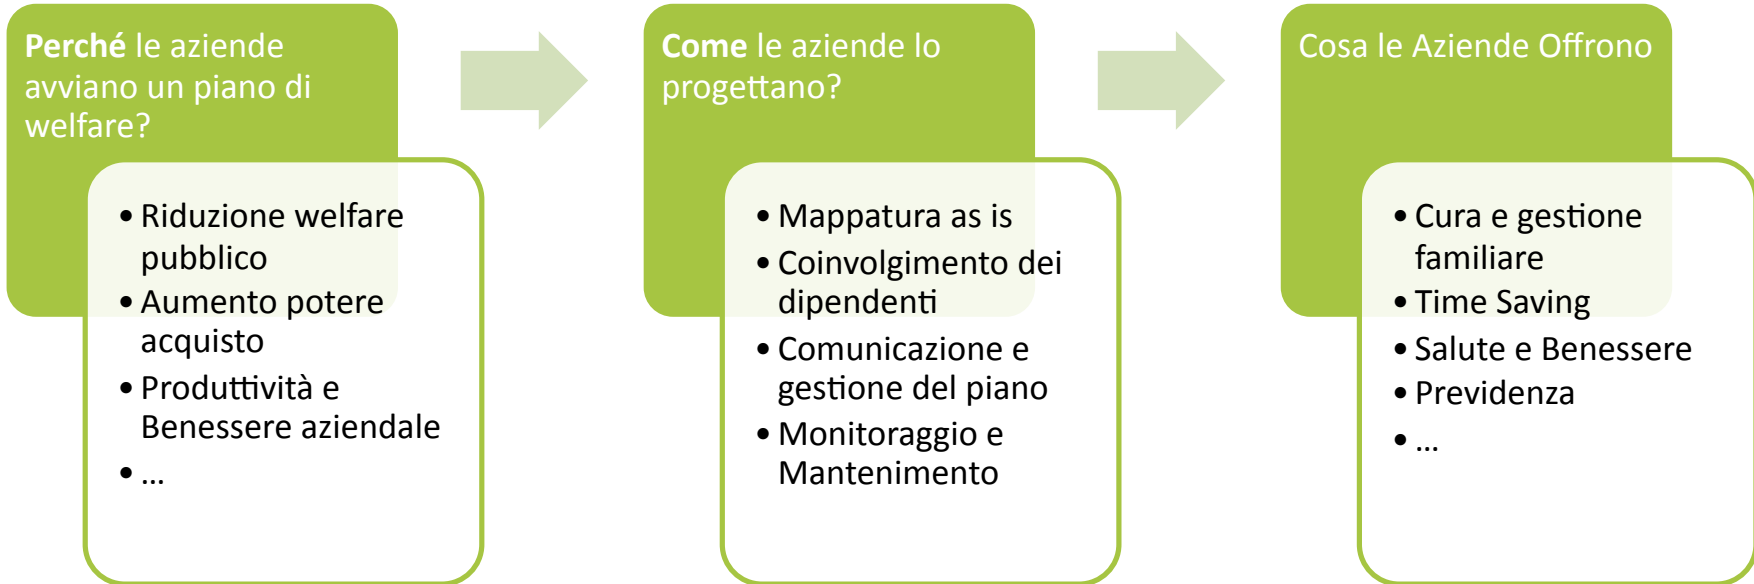 Perché le aziende
avviano un piano di
welfare?
• Riduzione welfare
pubblico
• Aumento potere
acquisto
• Produttività e
Benessere aziendale
• ...
Come le aziende lo
progettano?
• Mappatura as is
• Coinvolgimento dei
dipendenti
• Comunicazione e
gestione del piano
• Monitoraggio e
Mantenimento
Cosa le Aziende Offrono
• Cura e gestione
familiare
• Time Saving
• Salute e Benessere
• Previdenza
• ...